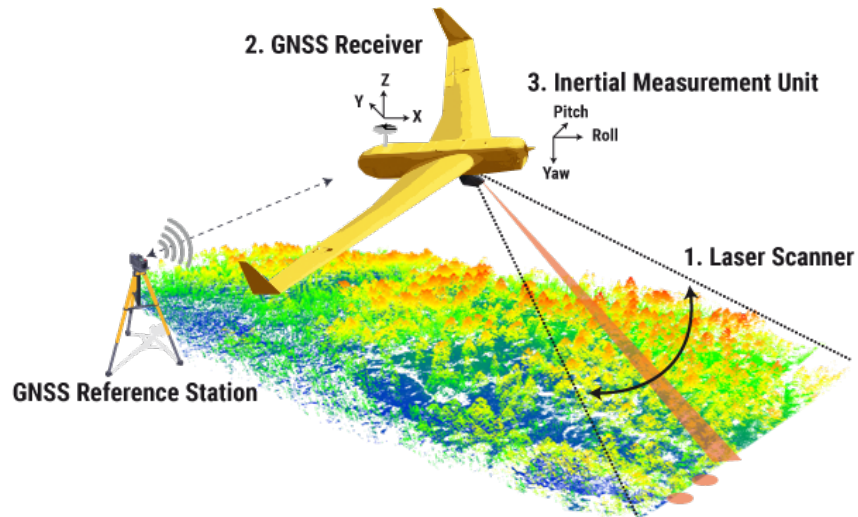 2. GNSS Receiver
Z
Y
X
3. Inertial Measurement Unit
Pitch
Roll
Yaw
1. Laser Scanner
GNSS Reference Station